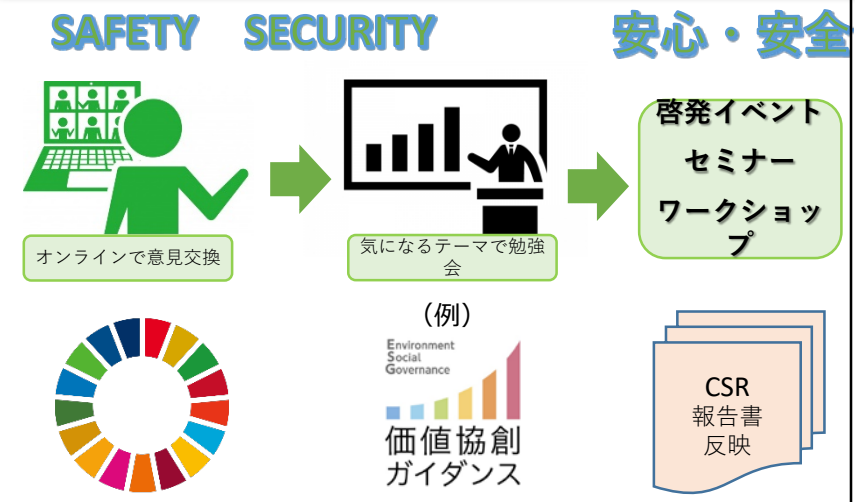 SAFETY SECURITY 安心・安全
オンラインで意見交換
気になるテーマで勉強
会
啓発イベント
セミナー
ワークショッ
プ
（例）
Environment
Social
Governance
価値協創
ガイダンス
CSR
報告書
反映